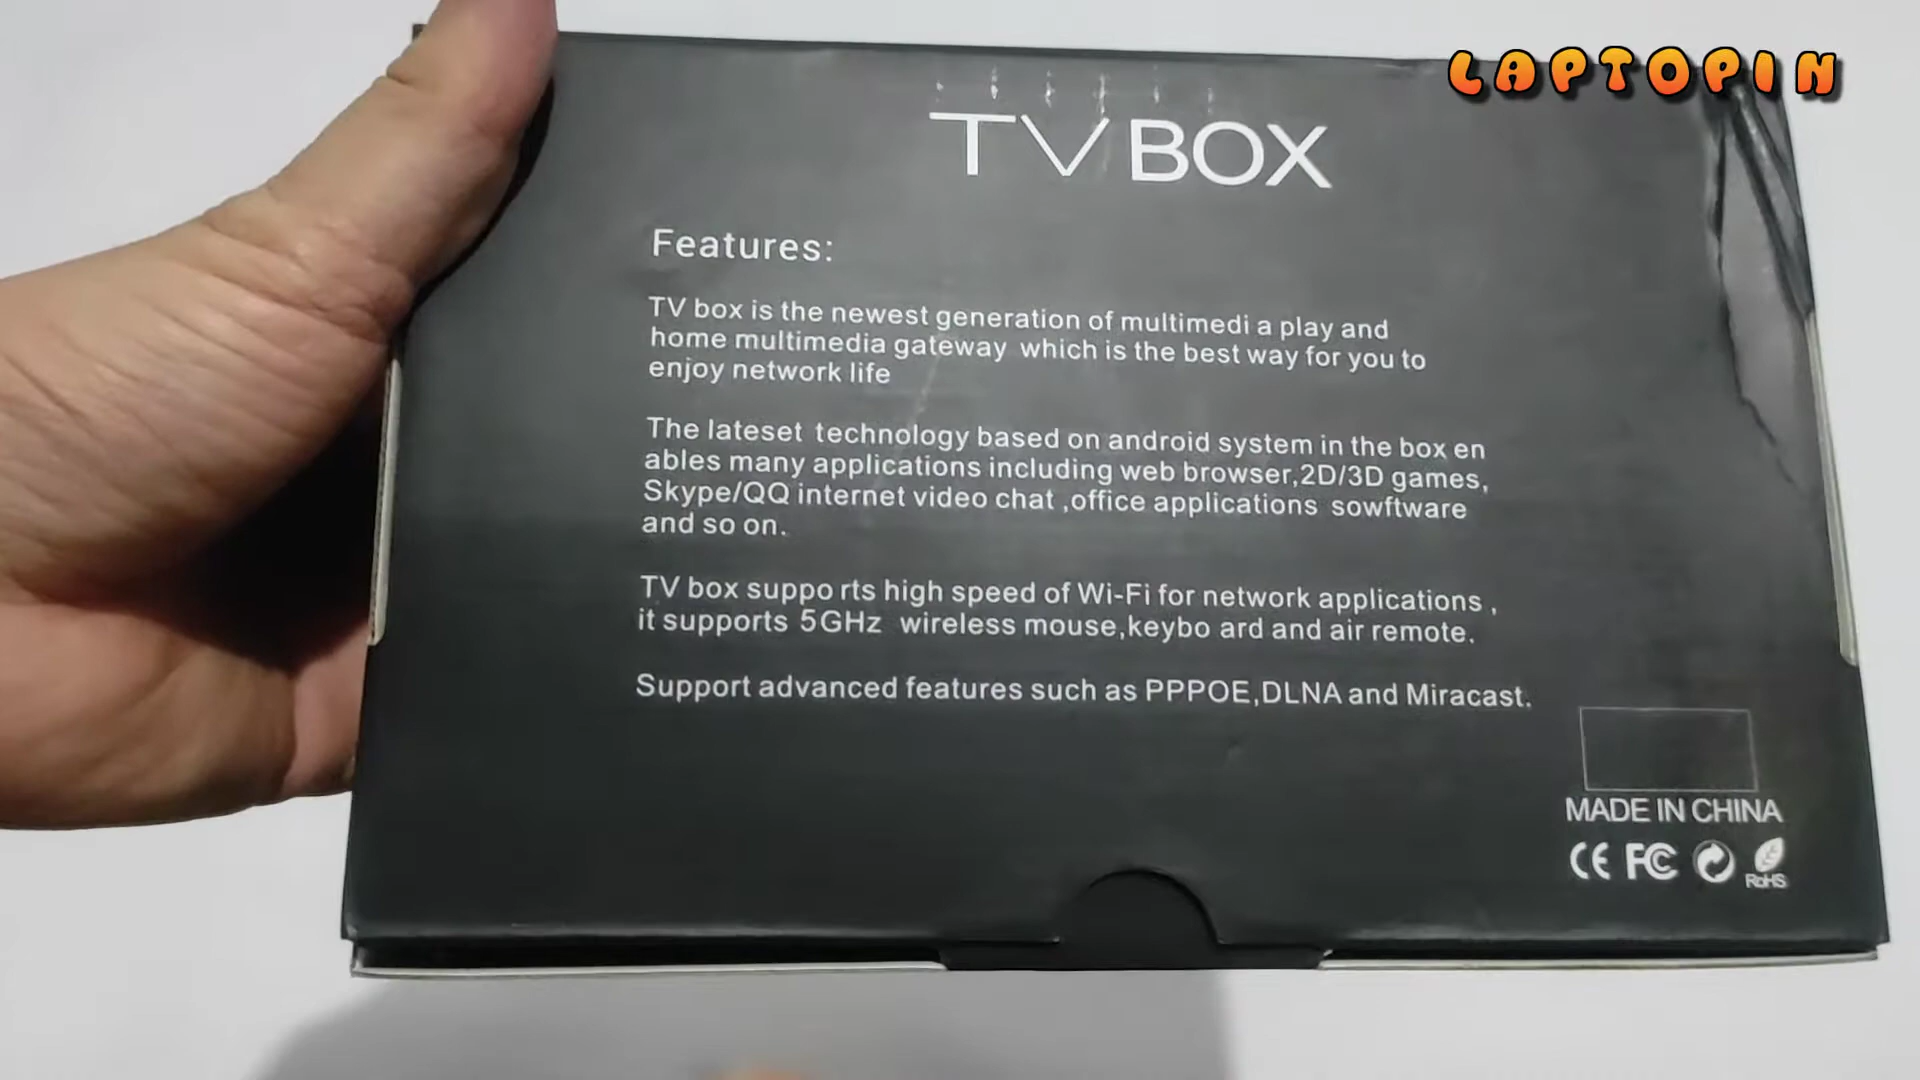 LAPTOPIN
TV BOX
Features:
TV box is the newest generation of multimedi a play and
home multimedia gateway which is the best way for you to
enjoy network life
The lateset technology based on android system in the box en
ables many applications including web browser,2D/3D games,
Skype/QQ internet video chat ,office applications sowftware
and so on.
TV box suppo rts high speed of Wi-Fi for network applications ,
it supports 5GHz wireless mouse,keybo ard and air remote.
Support advanced features such as PPPOE,DLNA and Miracast.
MADE IN CHINA
CE FC RoHS